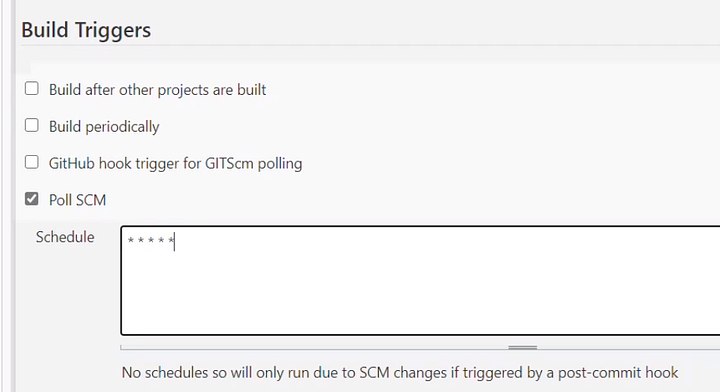 Build Triggers
Build after other projects are built
Build periodically
GitHub hook trigger for GITScm polling
Poll SCM
Schedule
* * * * *
No schedules so will only run due to SCM changes if triggered by a post-commit hook